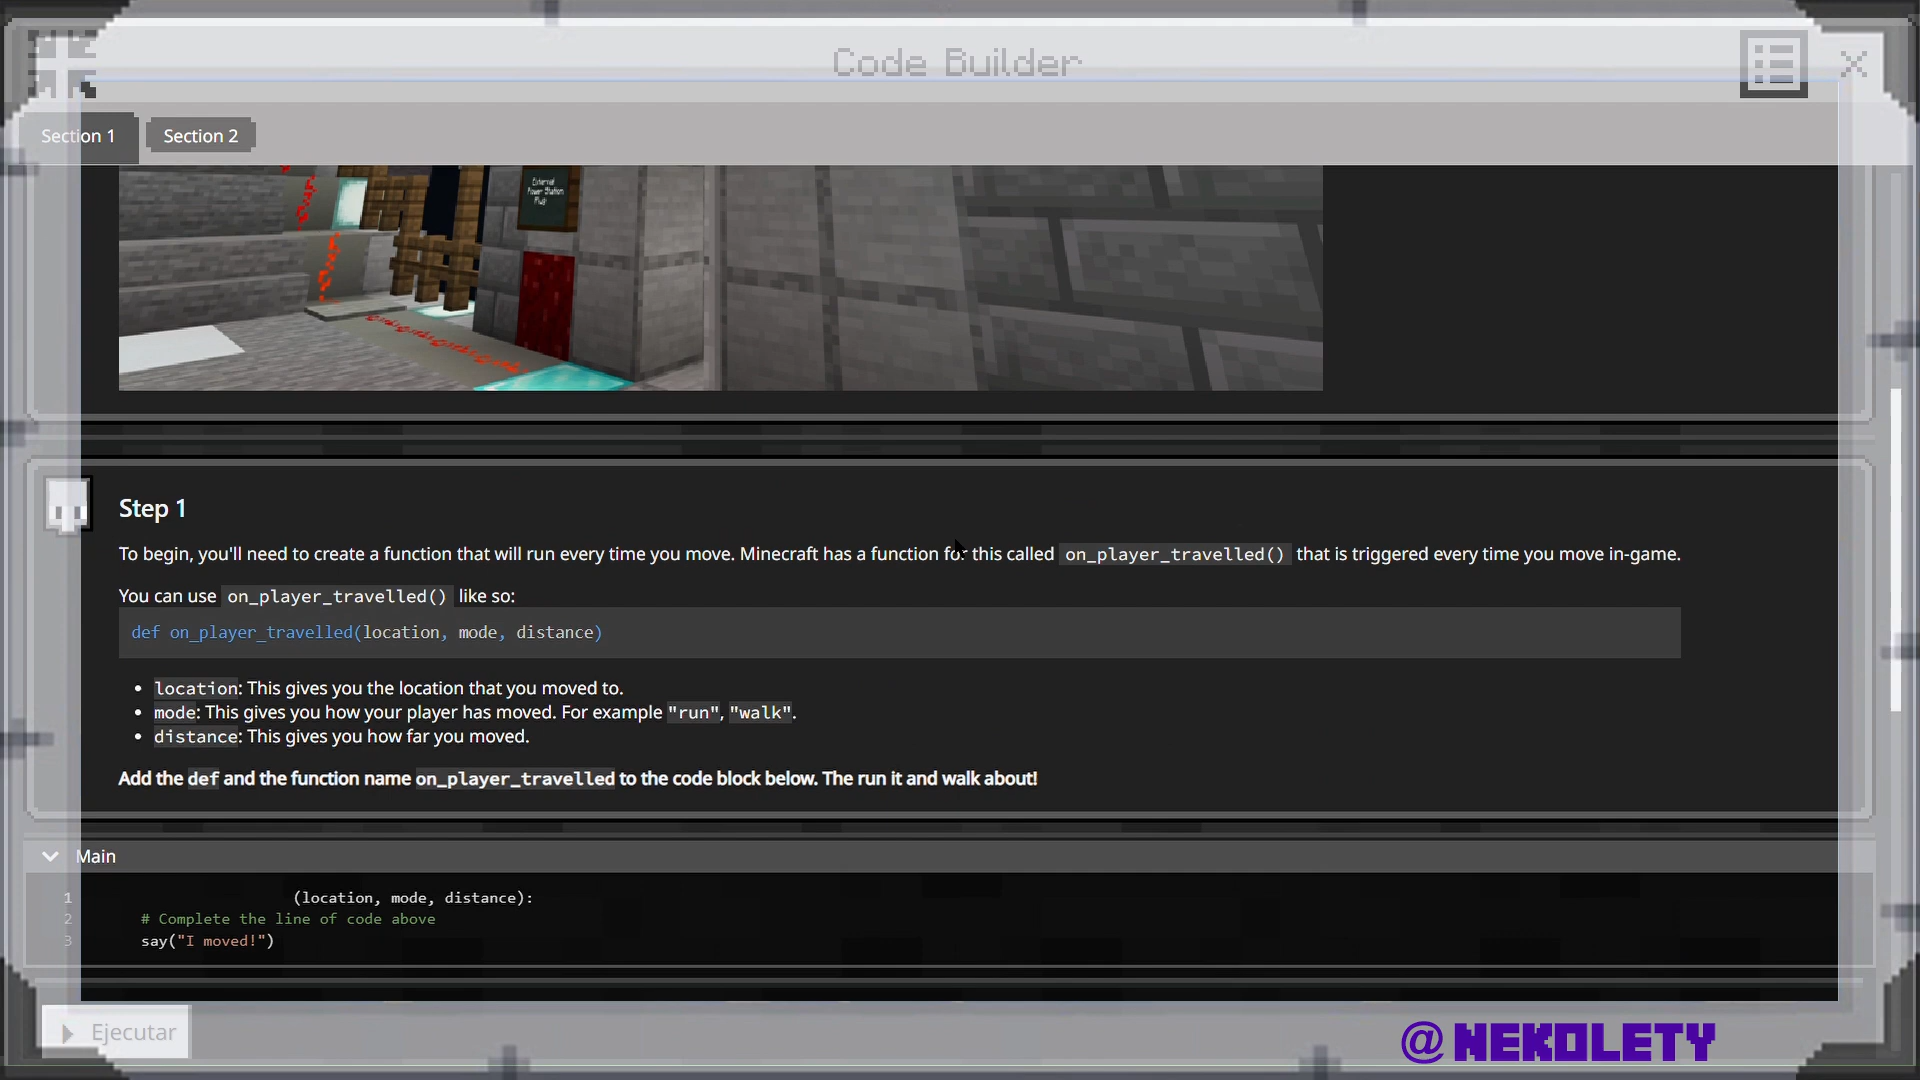 Code Builder
Section 1
Section 2
External
Power Station
Plug
Step 1
To begin, you'll need to create a function that will run every time you move. Minecraft has a function for this called on_player_travelled() that is triggered every time you move in-game.
You can use on_player_travelled() like so:
def on_player_travelled(location, mode, distance)
• location: This gives you the location that you moved to.
• mode: This gives you how your player has moved. For example "run", "walk".
• distance: This gives you how far you moved.
Add the def and the function name on_player_travelled to the code block below. The run it and walk about!
Main
1 (location, mode, distance):
2 # Complete the line of code above
3 say("I moved!")
Ejecutar
@NEKOLETY